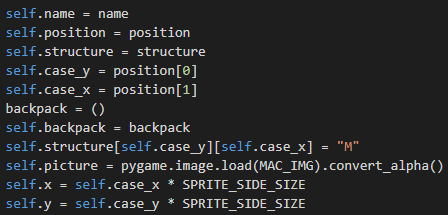 self.name = name
self.position = position
self.structure = structure
self.case_y = position[0]
self.case_x = position[1]
backpack = ()
self.backpack = backpack
self.structure[self.case_y][self.case_x] = "M"
self.picture = pygame.image.load(MAC_IMG).convert_alpha()
self.x = self.case_x * SPRITE_SIDE_SIZE
self.y = self.case_y * SPRITE_SIDE_SIZE